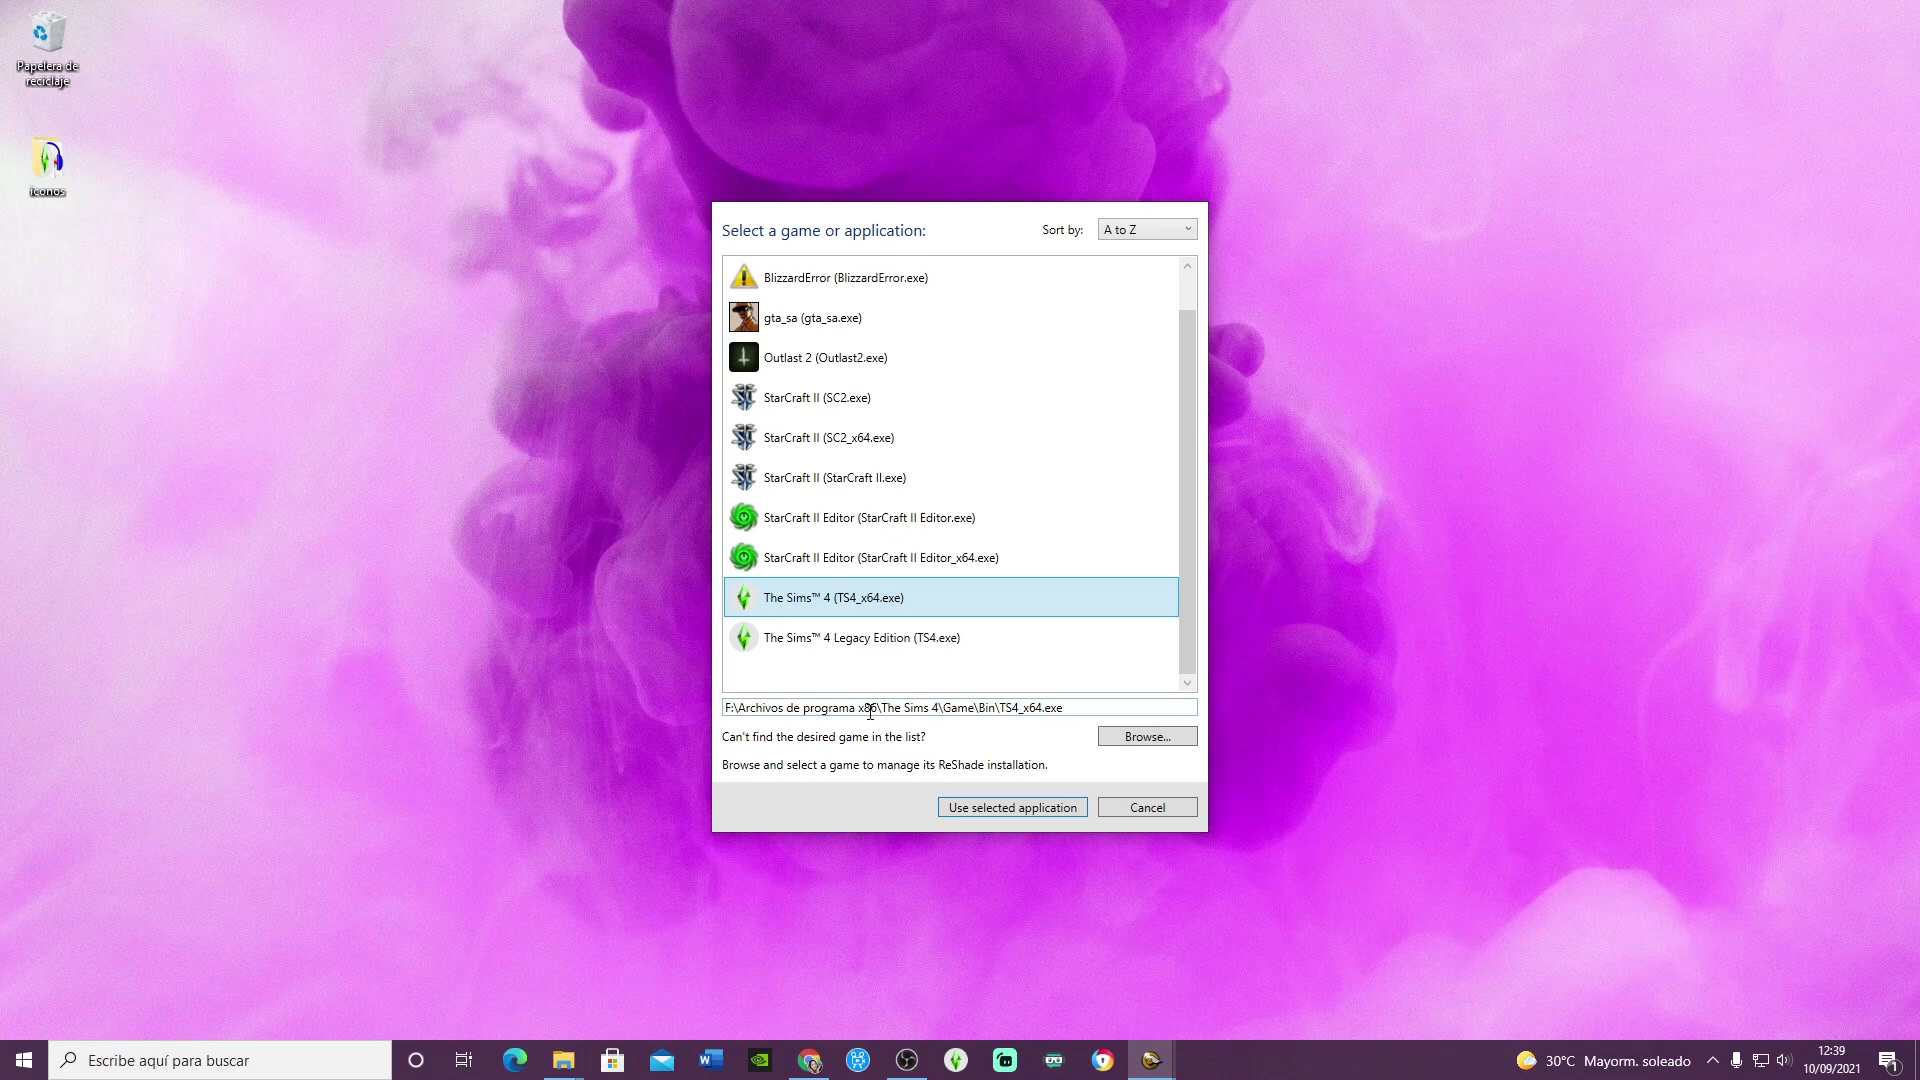 Papelera de
reciclaje
iconos
Select a game or application:
Sort by:
A to Z
BlizzardError (BlizzardError.exe)
gta_sa (gta_sa.exe)
Outlast 2 (Outlast2.exe)
StarCraft II (SC2.exe)
StarCraft II (SC2_x64.exe)
StarCraft II (StarCraft II.exe)
StarCraft II Editor (StarCraft II Editor.exe)
StarCraft II Editor (StarCraft II Editor_x64.exe)
The Sims™ 4 (TS4_x64.exe)
The Sims™ 4 Legacy Edition (TS4.exe)
F:\Archivos de programa x86\The Sims 4\Game\Bin\TS4_x64.exe
Can't find the desired game in the list?
Browse...
Browse and select a game to manage its ReShade installation.
Use selected application
Cancel
Escribe aquí para buscar
30°C Mayorm. soleado
12:39
10/09/2021
1